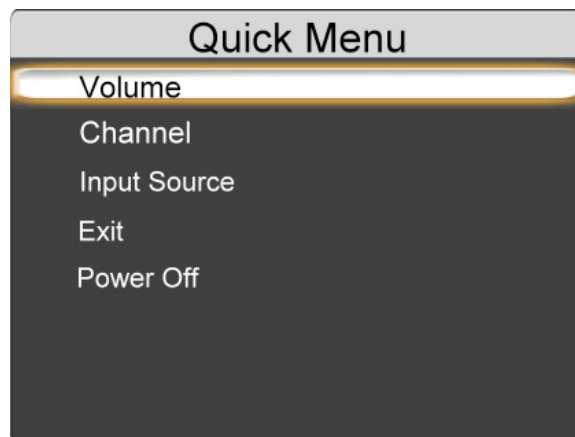 Quick Menu
Volume
Channel
Input Source
Exit
Power Off